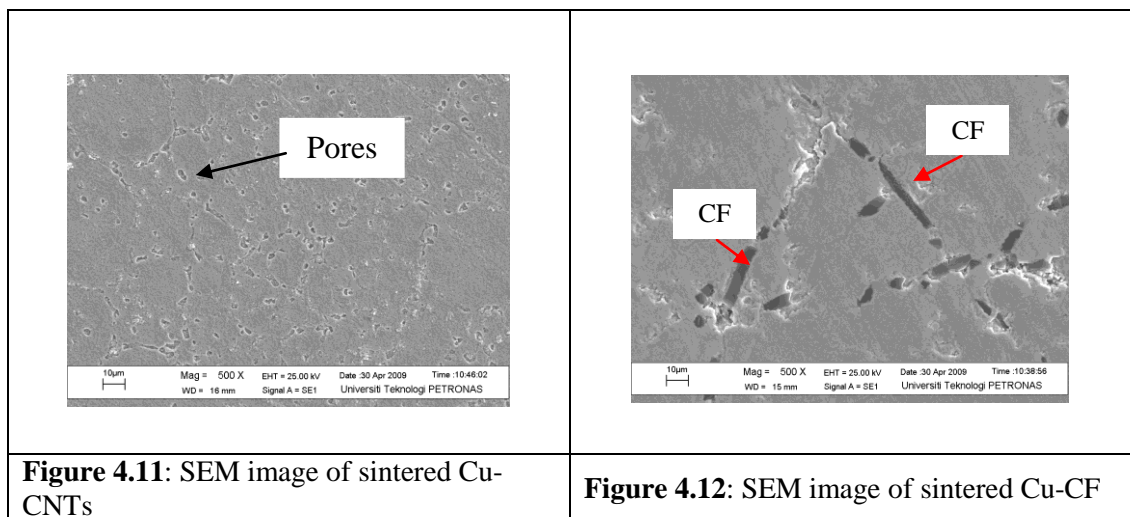 Pores
10µm
Mag = 500 X EHT = 25.00 kV Date :30 Apr 2009 Time :10:46:02
WD = 16 mm Signal A = SE1 Universiti Teknologi PETRONAS
CF
CF
10µm
Mag = 500 X EHT = 25.00 kV Date :30 Apr 2009 Time :10:38:56
WD = 15 mm Signal A = SE1 Universiti Teknologi PETRONAS
Figure 4.11: SEM image of sintered Cu-
CNTs
Figure 4.12: SEM image of sintered Cu-CF